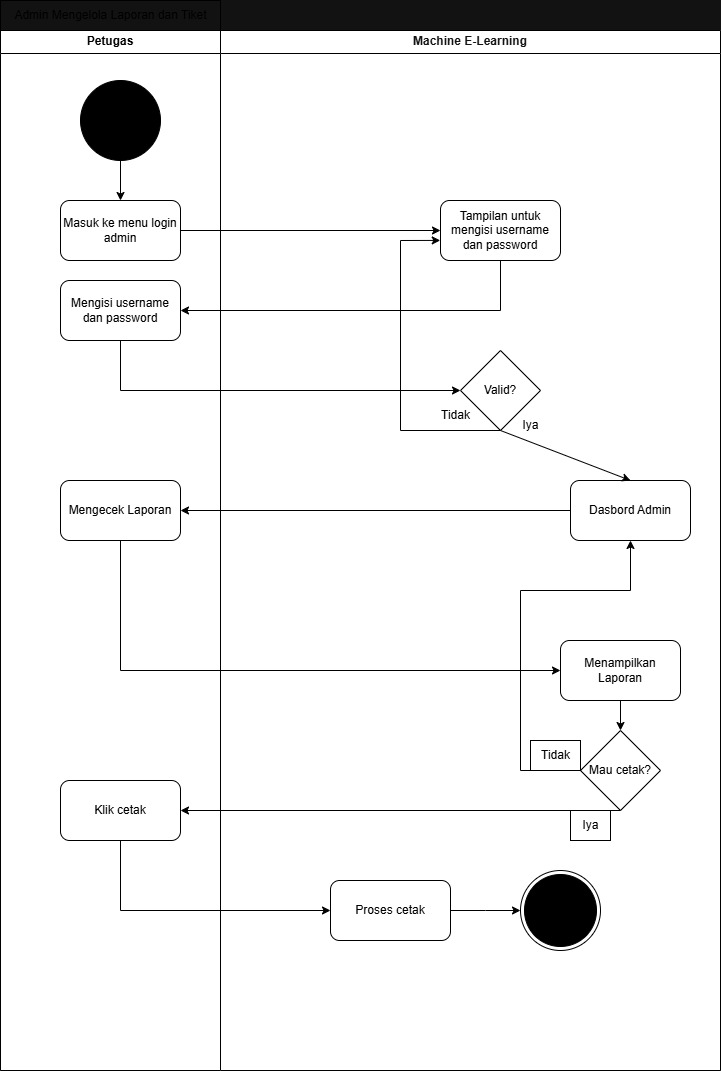 Admin Mengelola Laporan dan Tiket
Petugas
Machine E-Learning
Masuk ke menu login
admin
Tampilan untuk
mengisi username
dan password
Mengisi username
dan password
Valid?
Tidak
Iya
Mengecek Laporan
Dasbord Admin
Menampilkan
Laporan
Tidak
Mau cetak?
Klik cetak
Iya
Proses cetak